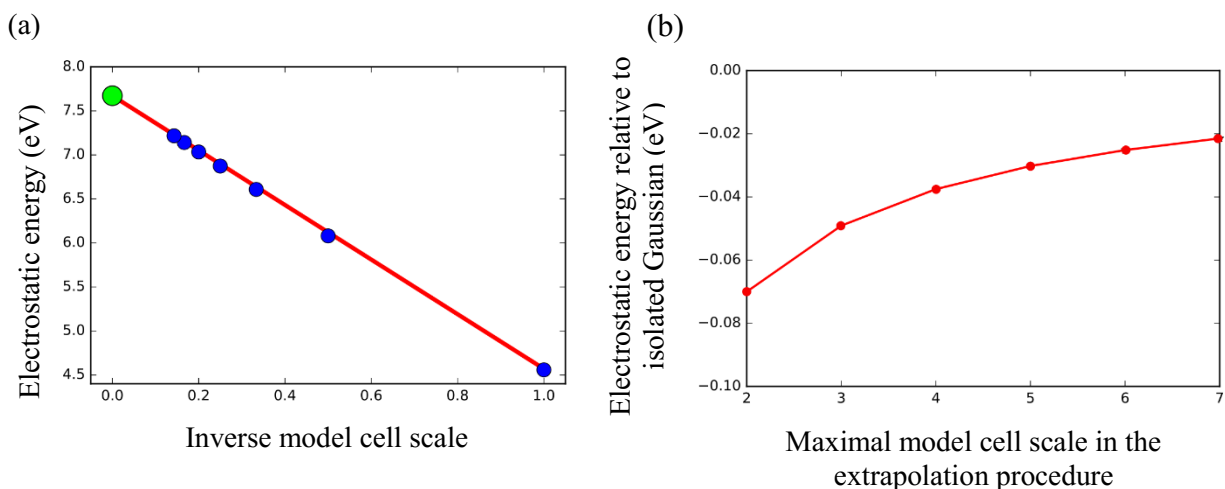 (a)
8.0
7.5
7.0
6.5
6.0
5.0
4.5
0.0 0.2 0.4 0.6 0.8 1.0
Electrostatic energy (eV)
Inverse model cell scale
(b)
0.00
−0.02
−0.04
−0.06
−0.08
−0.10
2 3 4 5 6 7
Electrostatic energy relative to
isolated Gaussian (eV)
Maximal model cell scale in the
extrapolation procedure